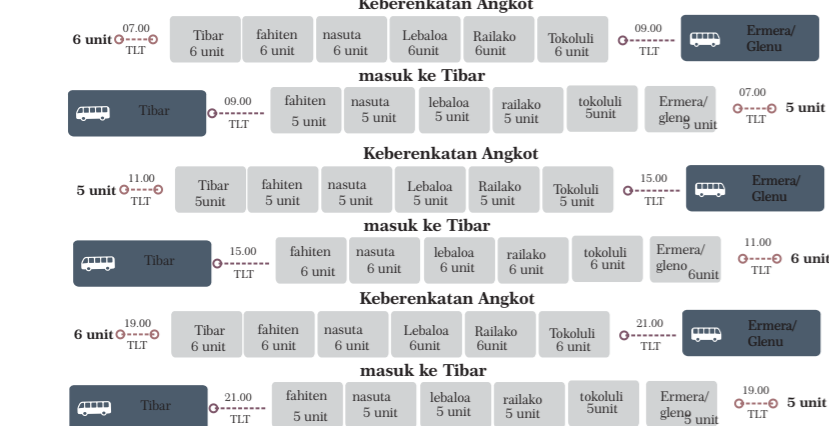 Keberenkatan Angkot
6 unit 07.00 TLT Tibar 6 unit fahiten 6 unit nasuta 6 unit Lebaloa 6unit Railako 6unit Tokoluli 6 unit 09.00 TLT Ermera/ Glenu
masuk ke Tibar
Tibar 09.00 TLT fahiten 5 unit nasuta 5 unit lebaloa 5 unit railako 5 unit tokoluli 5unit Ermera/ gleno 5 unit 07.00 TLT 5 unit
Keberenkatan Angkot
5 unit 11.00 TLT Tibar 5unit fahiten 5 unit nasuta 5 unit Lebaloa 5 unit Railako 5 unit Tokoluli 5 unit 15.00 TLT Ermera/ Glenu
masuk ke Tibar
Tibar 15.00 TLT fahiten 6 unit nasuta 6 unit lebaloa 6 unit railako 6 unit tokoluli 6 unit Ermera/ gleno 6unit 11.00 TLT 6 unit
Keberenkatan Angkot
6 unit 19.00 TLT Tibar 6 unit fahiten 6 unit nasuta 6 unit Lebaloa 6unit Railako 6unit Tokoluli 6 unit 21.00 TLT Ermera/ Glenu
masuk ke Tibar
Tibar 21.00 TLT fahiten 5 unit nasuta 5 unit lebaloa 5 unit railako 5 unit tokoluli 5unit Ermera/ gleno 5 unit 19.00 TLT 5 unit